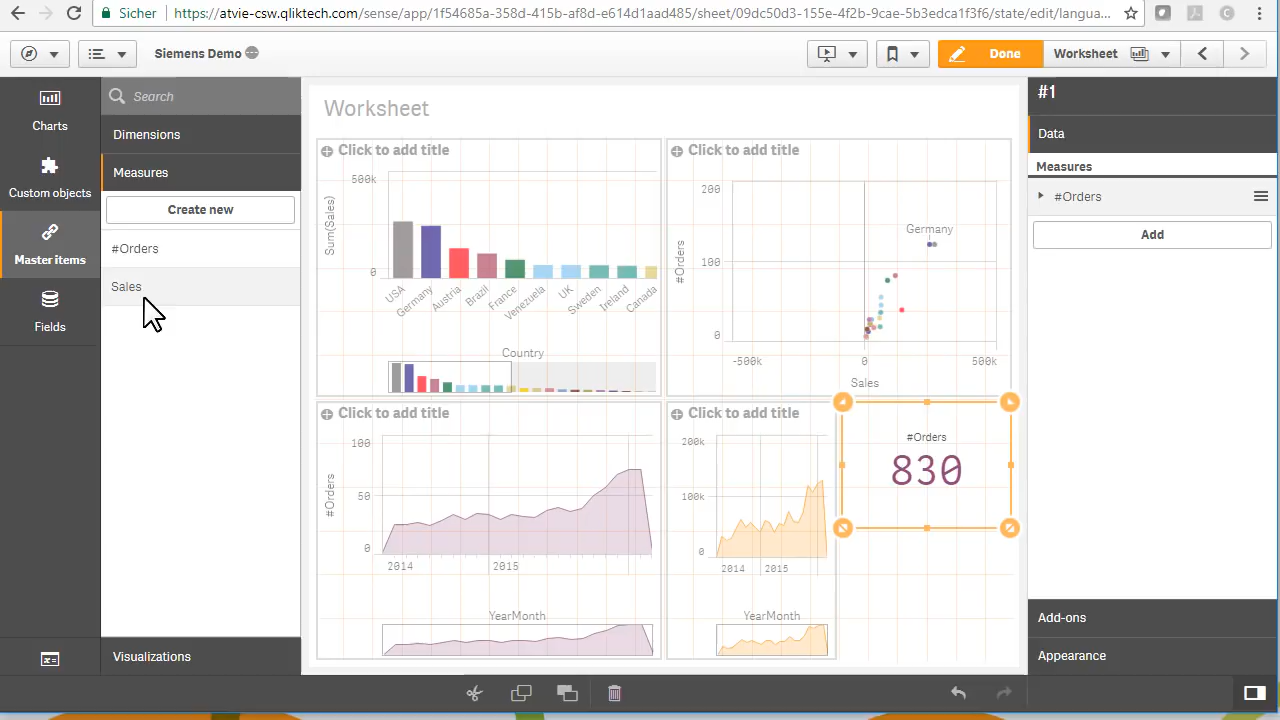 Sicher
https://atvie-csw.qliktech.com/sense/app/1f54685a-358d-415b-af8d-e614d1aad485/sheet/09dc50d3-155e-4f2b-9cae-5b3edca1f3f6/state/edit/langua...
Siemens Demo
Done
Worksheet
Charts
Custom objects
Master items
Fields
Search
Dimensions
Measures
Create new
#Orders
Sales
Visualizations
Worksheet
Click to add title
Sum(Sales)
500k
0
USA
Germany
Austria
Brazil
France
Venezuela
UK
Sweden
Ireland
Canada
Country
Click to add title
#Orders
200
100
0
Germany
-500k
0
500k
Sales
Click to add title
#Orders
100
50
0
2014
2015
YearMonth
Click to add title
200k
100k
0
2014
2015
YearMonth
#Orders
830
#1
Data
Measures
#Orders
Add
Add-ons
Appearance